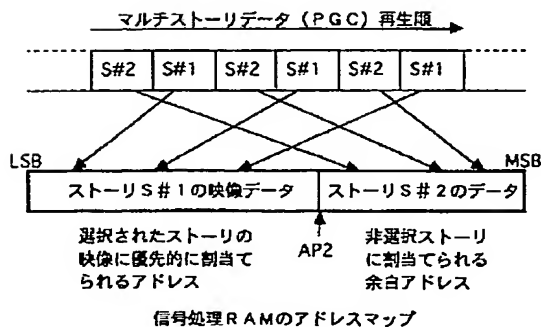 マルチストーリデータ（PGC）再生順
S#2 S#1 S#2 S#1 S#2 S#1
LSB MSB
ストーリS＃1の映像データ ストーリS＃2のデータ
選択されたストーリの
映像に優先的に割当て
られるアドレス
AP2
非選択ストーリ
に割当てられる
余白アドレス
信号処理RAMのアドレスマップ